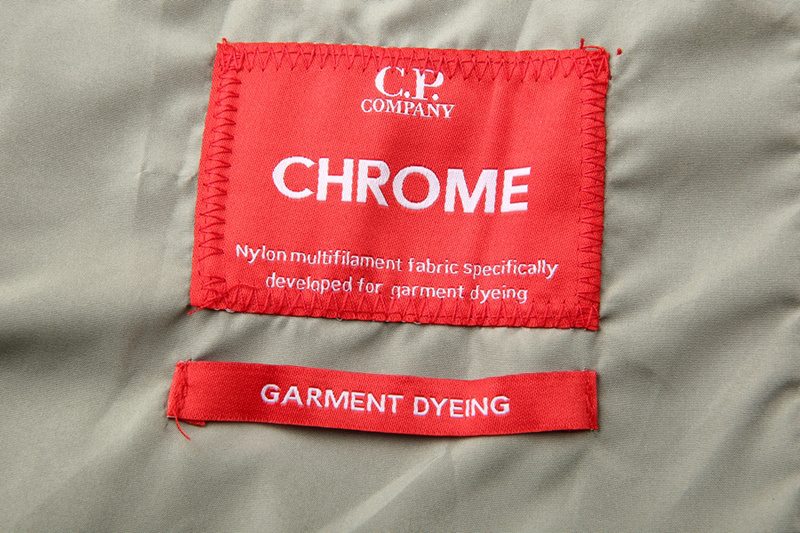 C.P.
COMPANY
CHROME
Nylon multifilament fabric specifically
developed for garment dyeing
GARMENT DYEING